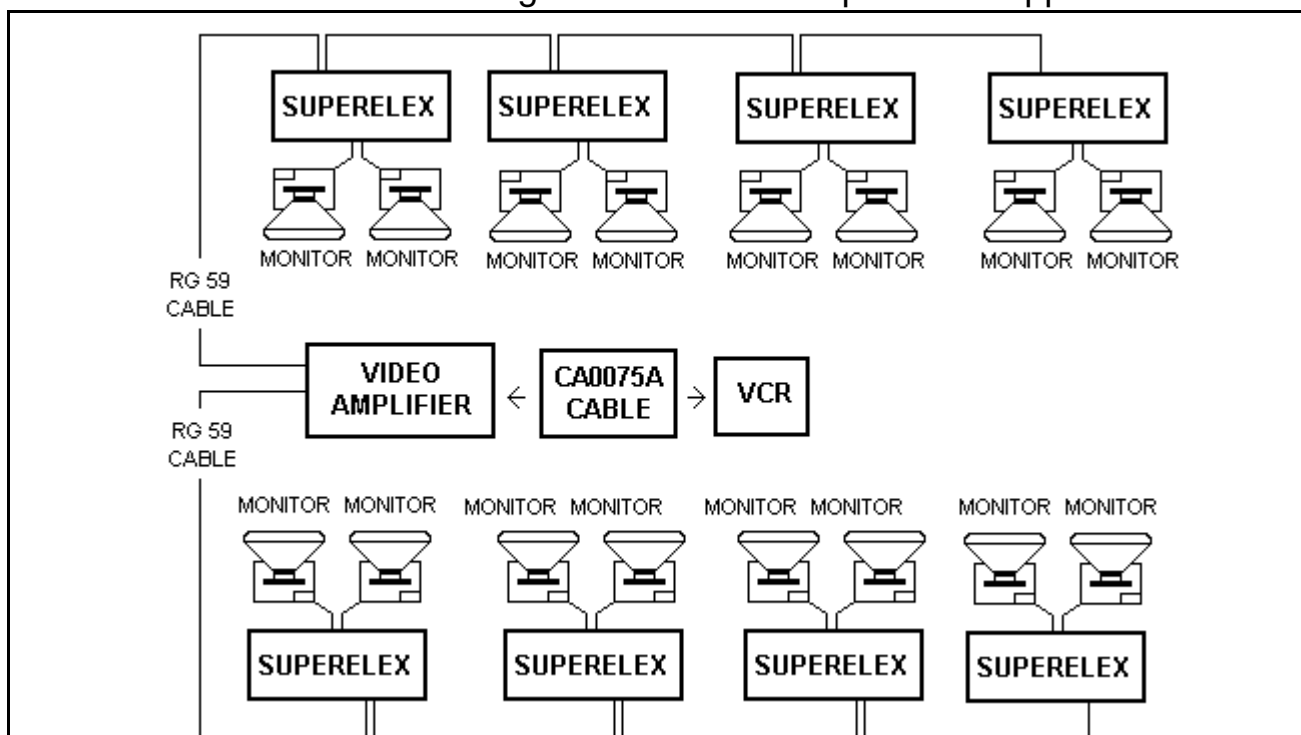 SUPERELEX SUPERELEX SUPERELEX SUPERELEX
MONITOR MONITOR MONITOR MONITOR MONITOR MONITOR MONITOR MONITOR
RG 59
CABLE
VIDEO
AMPLIFIER
CA0075A
CABLE
VCR
RG 59
CABLE
MONITOR MONITOR MONITOR MONITOR MONITOR MONITOR MONITOR MONITOR
SUPERELEX SUPERELEX SUPERELEX SUPERELEX